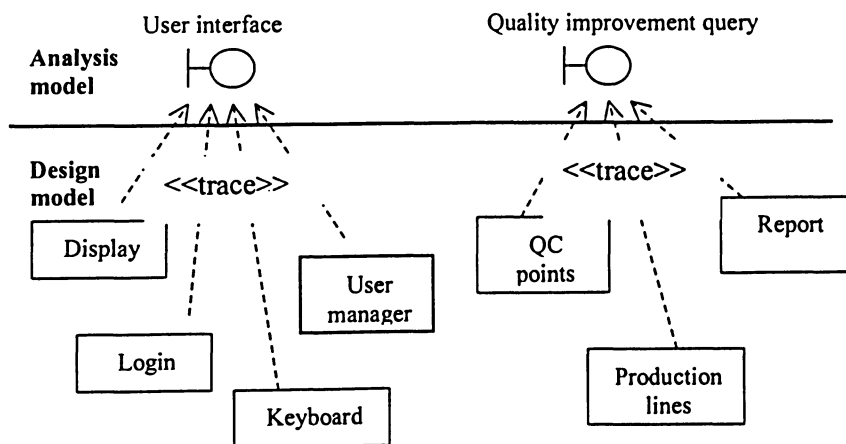 User interface
Quality improvement query
Analysis
model
Design
model
<<trace>>
<<trace>>
Display
QC
points
Report
User
manager
Login
Production
lines
Keyboard